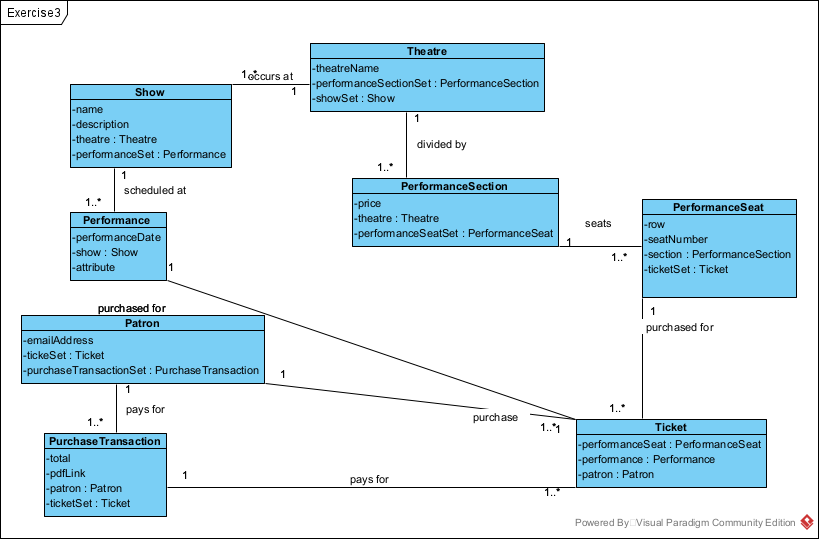 Exercise3
Theatre
-theatreName
-performanceSectionSet : PerformanceSection
-showSet : Show
1..*
occurs at
1
Show
-name
-description
-theatre : Theatre
-performanceSet : Performance
1
divided by
1..*
1
scheduled at
1..*
PerformanceSection
-price
-theatre : Theatre
-performanceSeatSet : PerformanceSeat
1
seats
1..*
PerformanceSeat
-row
-seatNumber
-section : PerformanceSection
-ticketSet : Ticket
Performance
-performanceDate
-show : Show
-attribute
1
purchased for
1
purchased for
1..*
Patron
-emailAddress
-tickeSet : Ticket
-purchaseTransactionSet : PurchaseTransaction
1
purchase
1..*
1
1
pays for
1..*
PurchaseTransaction
-total
-pdfLink
-patron : Patron
-ticketSet : Ticket
1
pays for
1..*
Ticket
-performanceSeat : PerformanceSeat
-performance : Performance
-patron : Patron
Powered By Visual Paradigm Community Edition